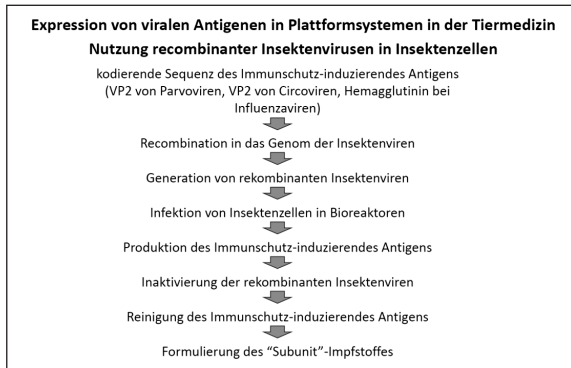 Expression von viralen Antigenen in Plattformsystemen in der Tiermedizin
Nutzung recombinanter Insektenvirusen in Insektenzellen
kodierende Sequenz des Immunschutz-induzierendes Antigens
(VP2 von Parvoviren, VP2 von Circoviren, Hemagglutinin bei
Influenzaviren)
Recombination in das Genom der Insektenviren
Generation von rekombinanten Insektenviren
Infektion von Insektenzellen in Bioreaktoren
Produktion des Immunschutz-induzierendes Antigens
Inaktivierung der rekombinanten Insektenviren
Reinigung des Immunschutz-induzierendes Antigens
Formulierung des “Subunit”-Impfstoffes